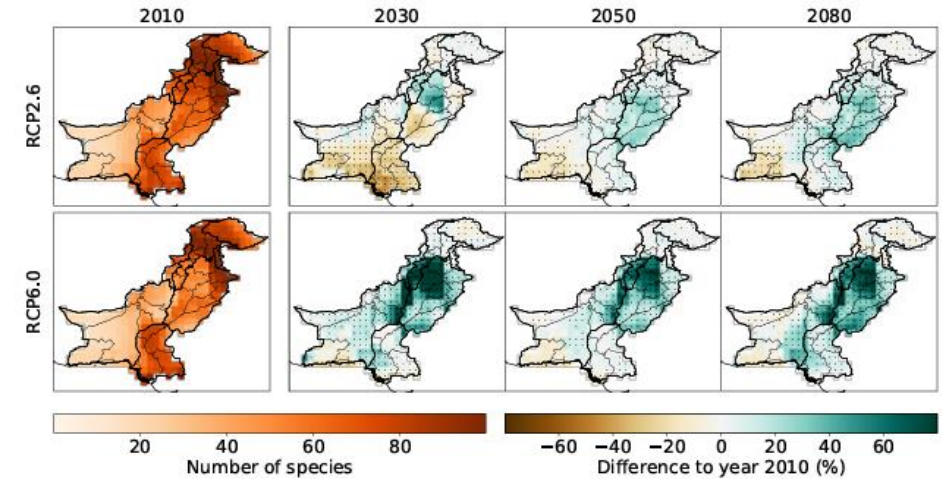 2010 2030 2050 2080
RCP2.6
RCP6.0
20 40 60 80 −60 −40 −20 0 20 40 60
Number of species Difference to year 2010 (%)